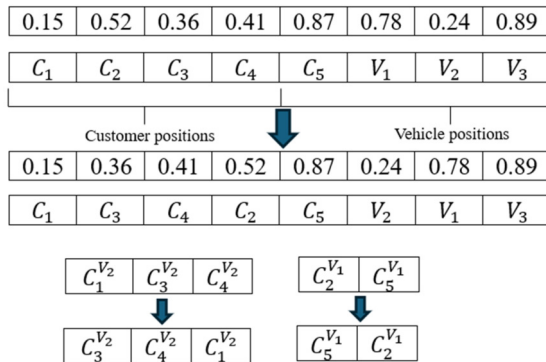 0.15 0.52 0.36 0.41 0.87 0.78 0.24 0.89
C₁ C₂ C₃ C₄ C₅ V₁ V₂ V₃
Customer positions Vehicle positions
0.15 0.36 0.41 0.52 0.87 0.24 0.78 0.89
C₁ C₃ C₄ C₂ C₅ V₂ V₁ V₃
C₁^{V₂} C₃^{V₂} C₄^{V₂} C₂^{V₁} C₅^{V₁}
C₃^{V₂} C₄^{V₂} C₁^{V₂} C₅^{V₁} C₂^{V₁}